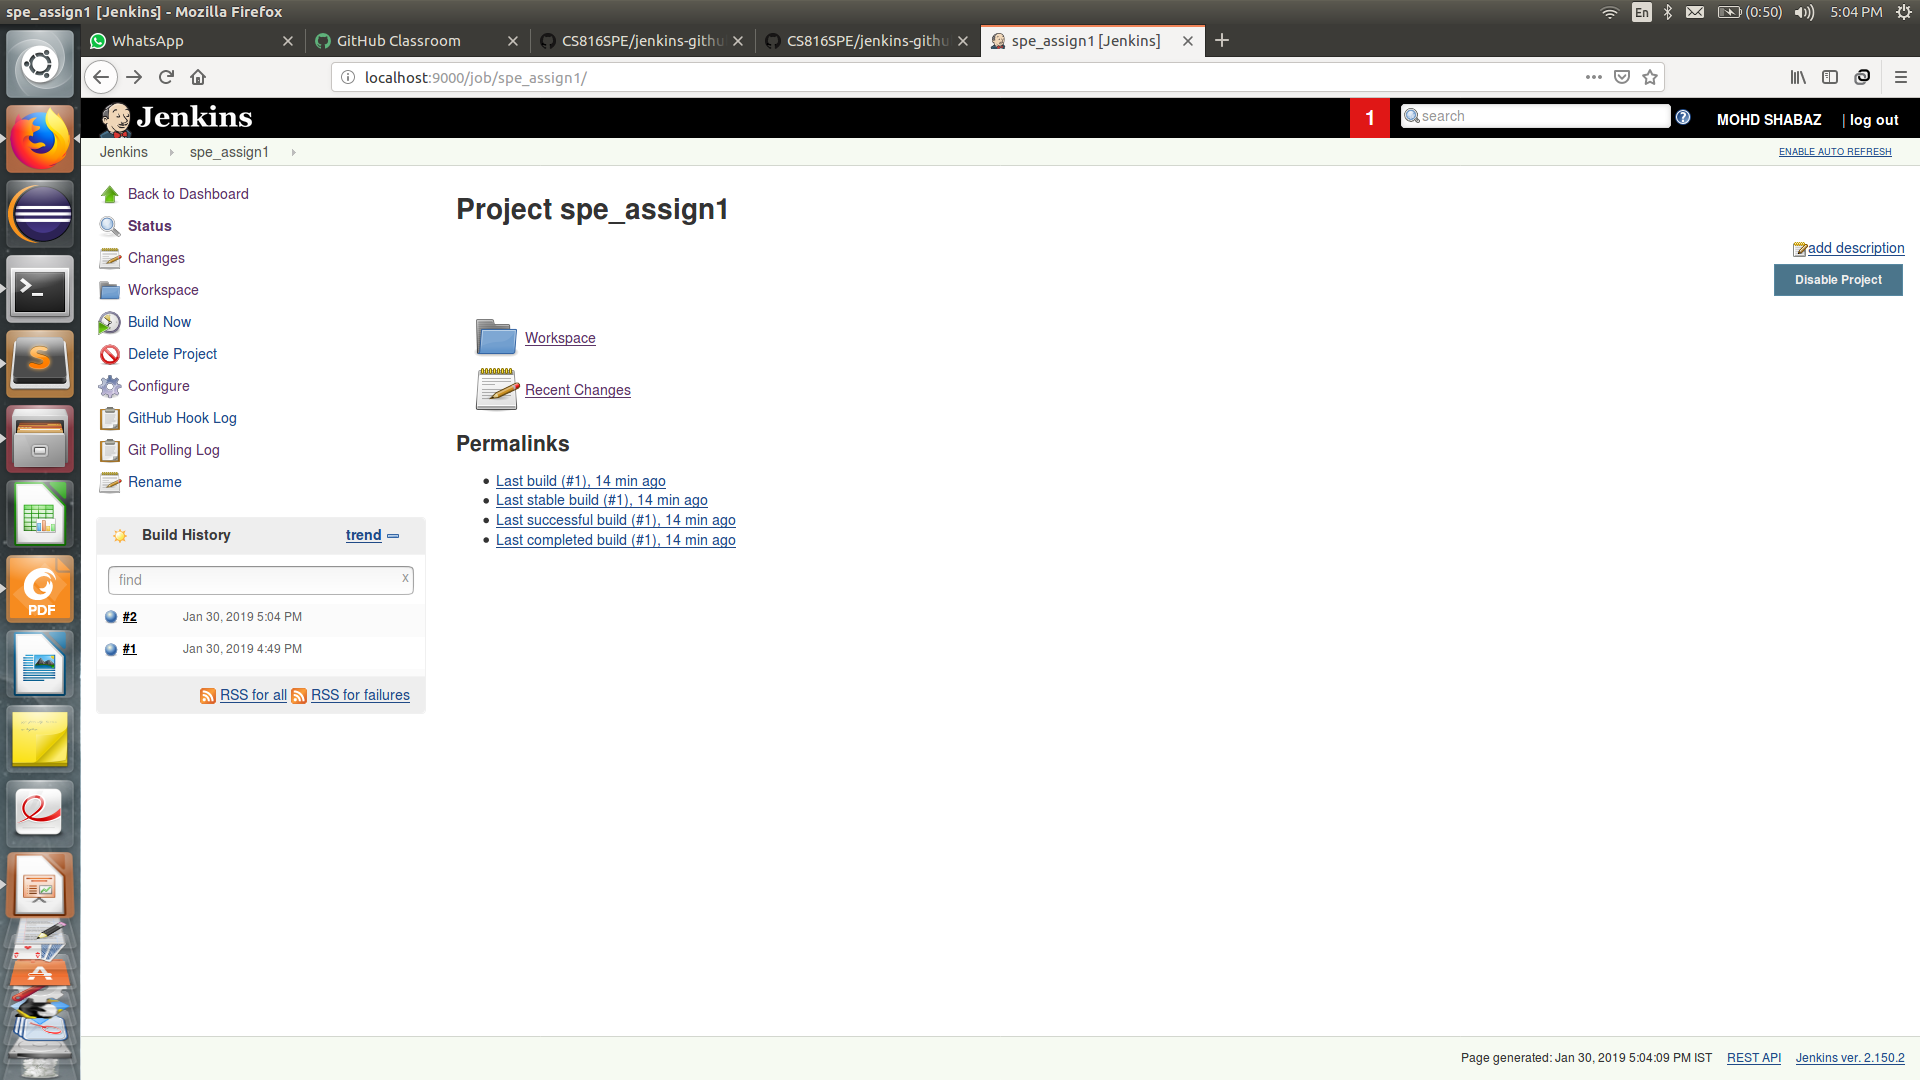 spe_assign1 [Jenkins] - Mozilla Firefox
En
(0:50)
5:04 PM
WhatsApp
GitHub Classroom
CS816SPE/jenkins-githu
CS816SPE/jenkins-githu
spe_assign1 [Jenkins]
localhost:9000/job/spe_assign1/
Jenkins
1
search
MOHD SHABAZ
| log out
Jenkins
spe_assign1
ENABLE AUTO REFRESH
Back to Dashboard
Status
Changes
Workspace
Build Now
Delete Project
Configure
GitHub Hook Log
Git Polling Log
Rename
Project spe_assign1
add description
Disable Project
Workspace
Recent Changes
Permalinks
Last build (#1), 14 min ago
Last stable build (#1), 14 min ago
Last successful build (#1), 14 min ago
Last completed build (#1), 14 min ago
Build History
trend
find
x
#2
Jan 30, 2019 5:04 PM
#1
Jan 30, 2019 4:49 PM
RSS for all
RSS for failures
PDF
Page generated: Jan 30, 2019 5:04:09 PM IST
REST API
Jenkins ver. 2.150.2